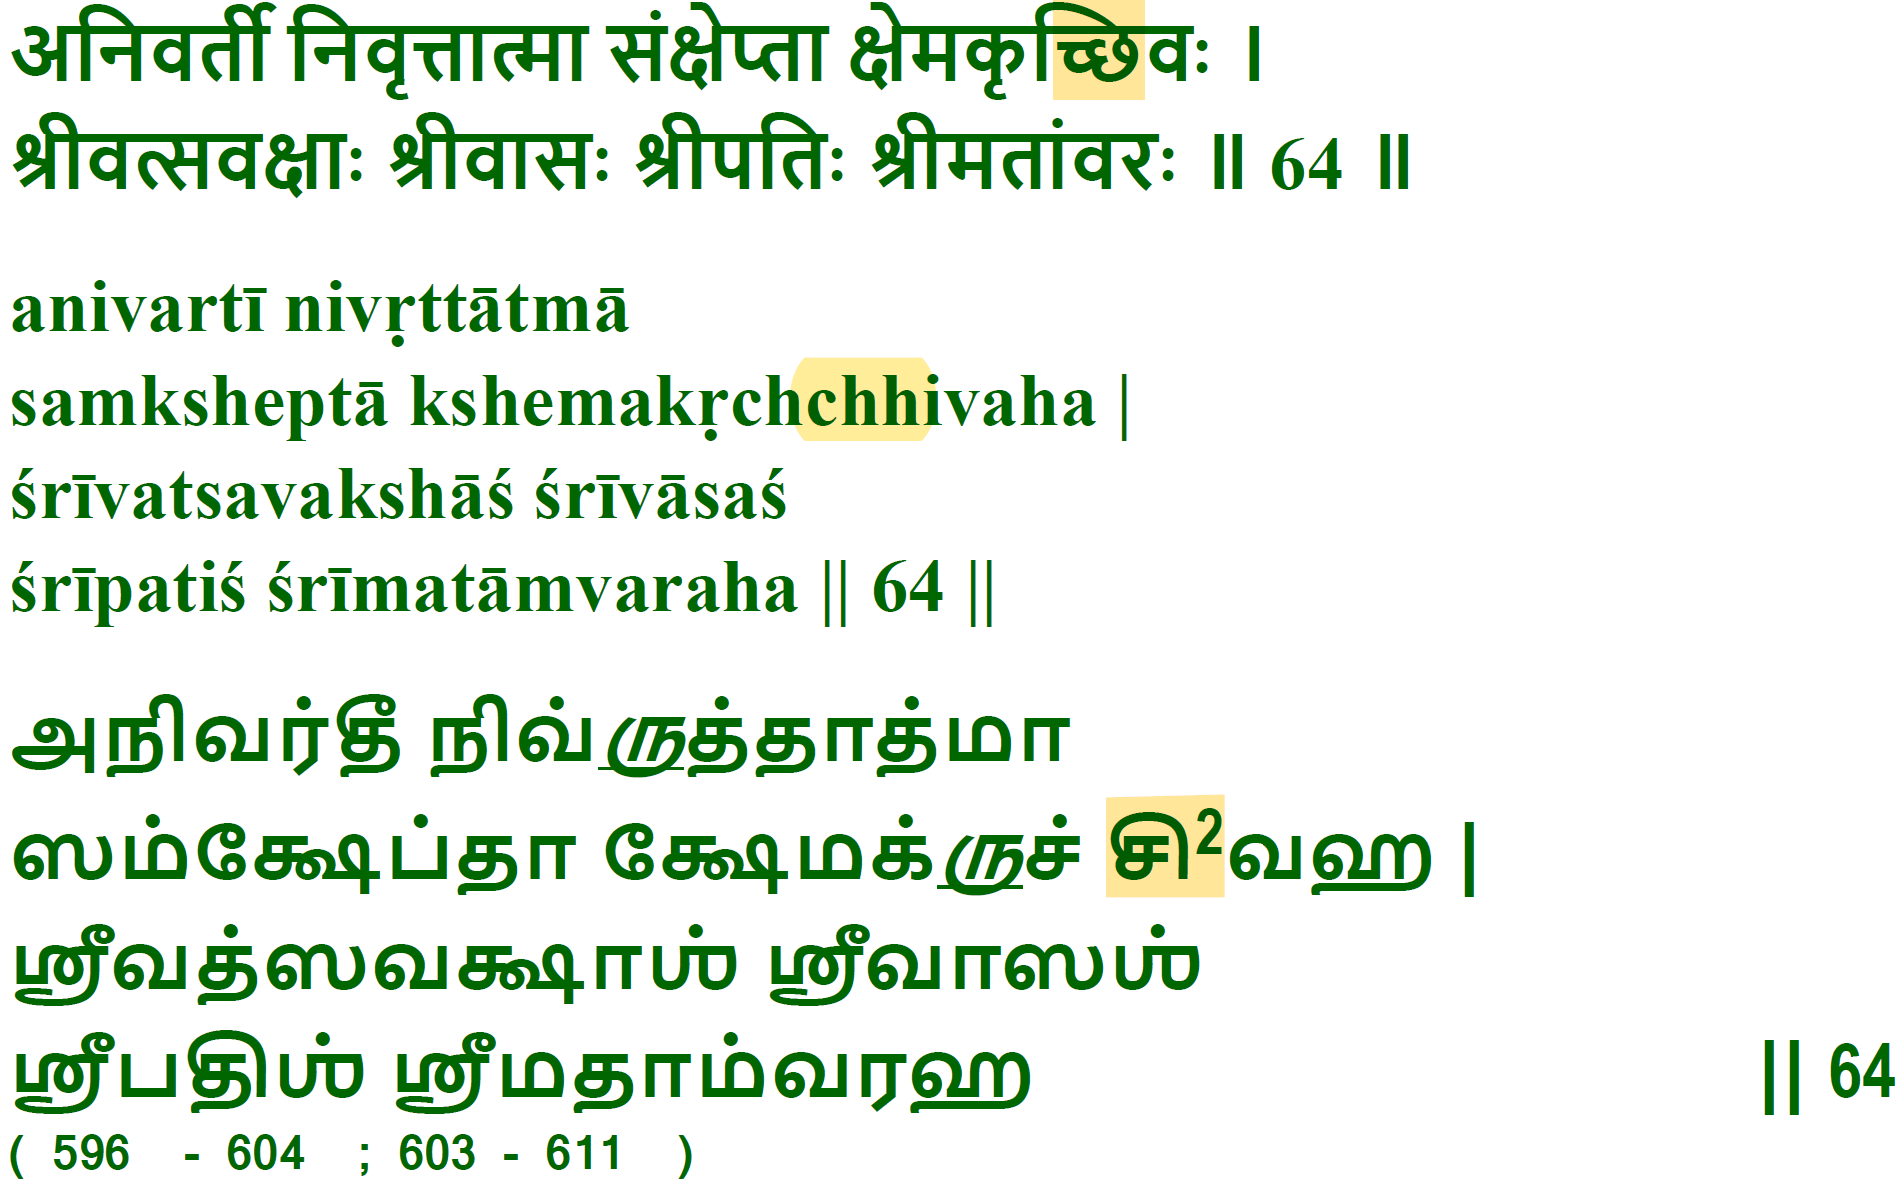 अनिवर्ती निवृत्तात्मा संक्षेप्ता क्षेमकृच्छिवः ।
श्रीवत्सवक्षाः श्रीवासः श्रीपतिः श्रीमतांवरः ॥ 64 ॥
anivartī nivṛttātmā
samksheptā kshemakṛchchhivaha |
śrīvatsavakshāś śrīvāsaś
śrīpatiś śrīmatāmvaraha || 64 ||
அநிவர்தீ நிவ்ருத்தாத்மா
ஸம்க்ஷேப்தா க்ஷேமக்ருச் சி²வஹ |
ஶ்ரீவத்ஸவக்ஷாஶ் ஶ்ரீவாஸஶ்
ஶ்ரீபதிஶ் ஶ்ரீமதாம்வரஹ || 64
( 596 - 604 ; 603 - 611 )